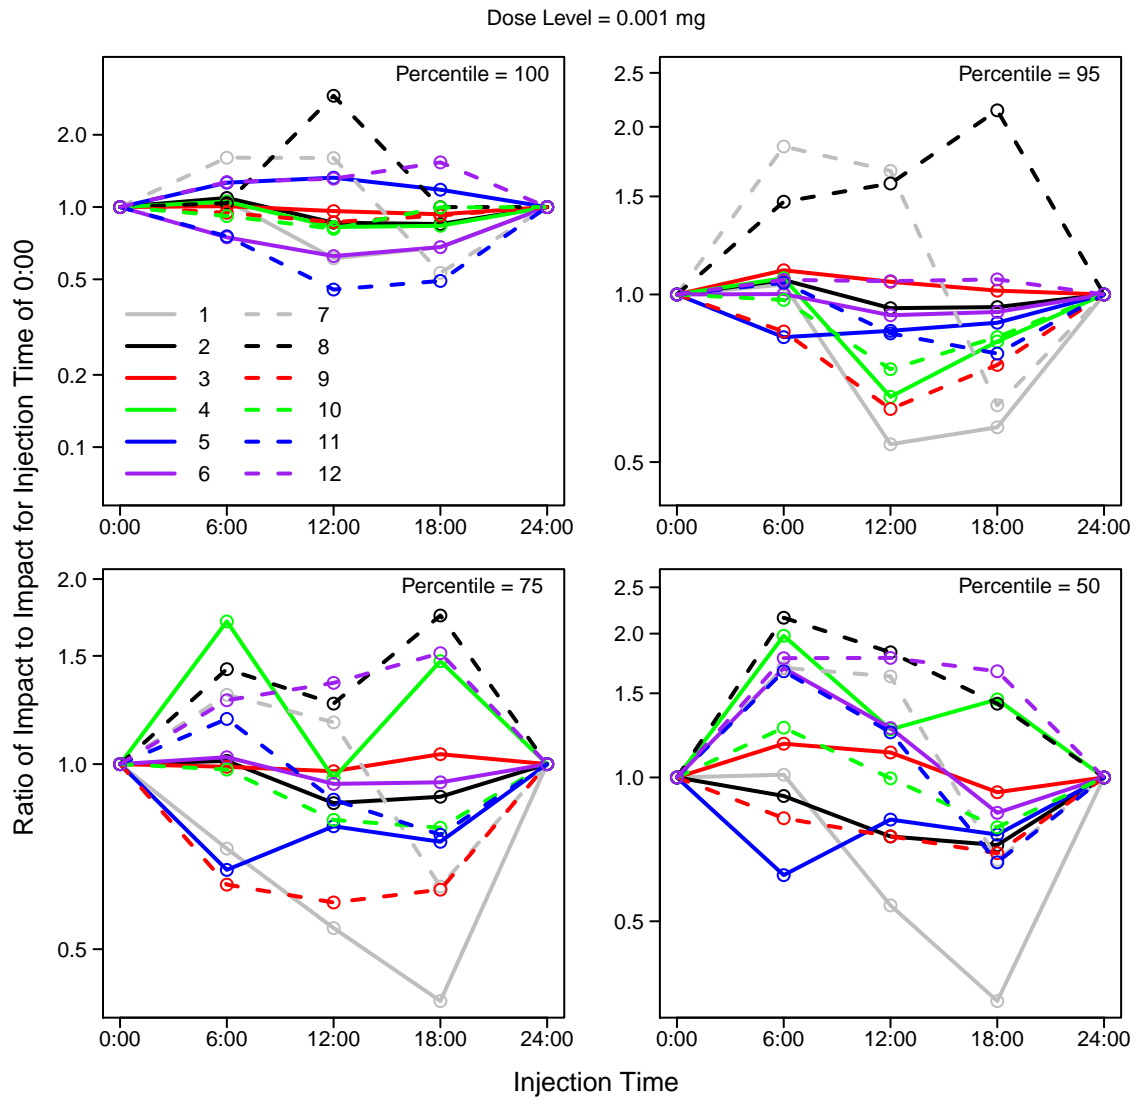 Dose Level = 0.001 mg
Percentile = 100
2.0
1.0
0.5
0.2
0.1
1 7
2 8
3 9
4 10
5 11
6 12
0:00 6:00 12:00 18:00 24:00
Percentile = 95
2.5
2.0
1.5
1.0
0.5
0:00 6:00 12:00 18:00 24:00
Percentile = 75
2.0
1.5
1.0
0.5
0:00 6:00 12:00 18:00 24:00
Percentile = 50
2.5
2.0
1.5
1.0
0.5
0:00 6:00 12:00 18:00 24:00
Ratio of Impact to Impact for Injection Time of 0:00
Injection Time